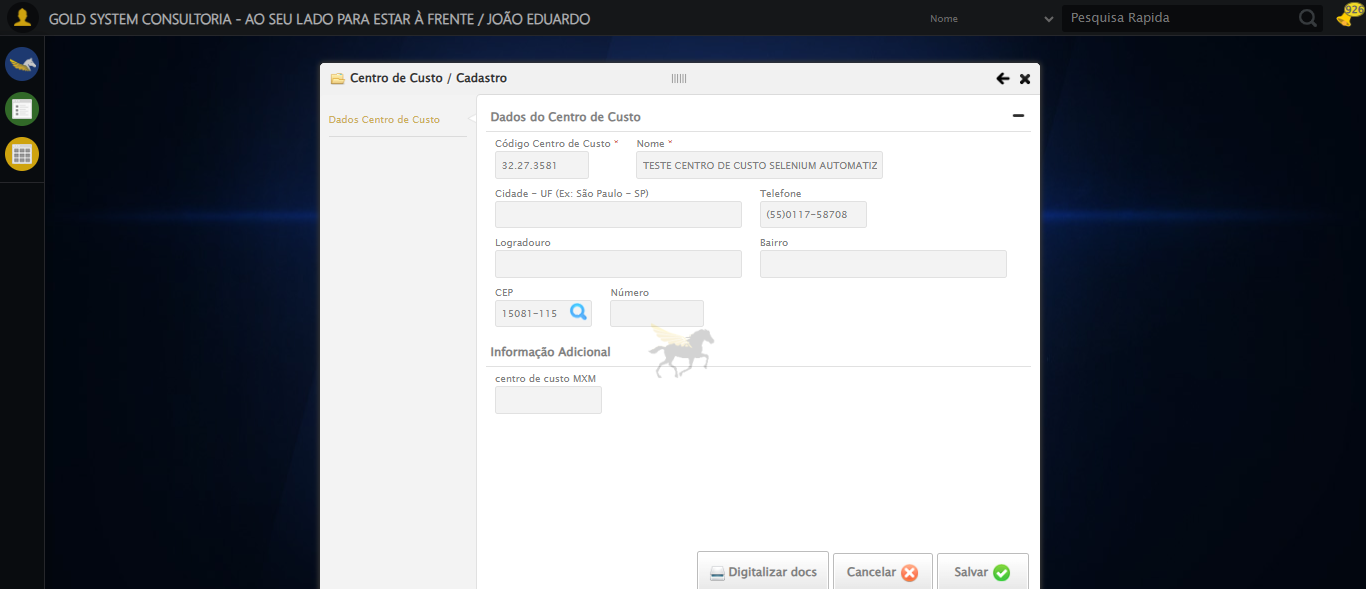 GOLD SYSTEM CONSULTORIA - AO SEU LADO PARA ESTAR À FRENTE / JOÃO EDUARDO
Nome
Pesquisa Rapida
926
Centro de Custo / Cadastro
Dados Centro de Custo
Dados do Centro de Custo
Código Centro de Custo * Nome *
32.27.3581 TESTE CENTRO DE CUSTO SELENIUM AUTOMATIZ
Cidade - UF (Ex: São Paulo - SP) Telefone
(55)0117-58708
Logradouro Bairro
CEP Número
15081-115
Informação Adicional
centro de custo MXM
Digitalizar docs Cancelar Salvar